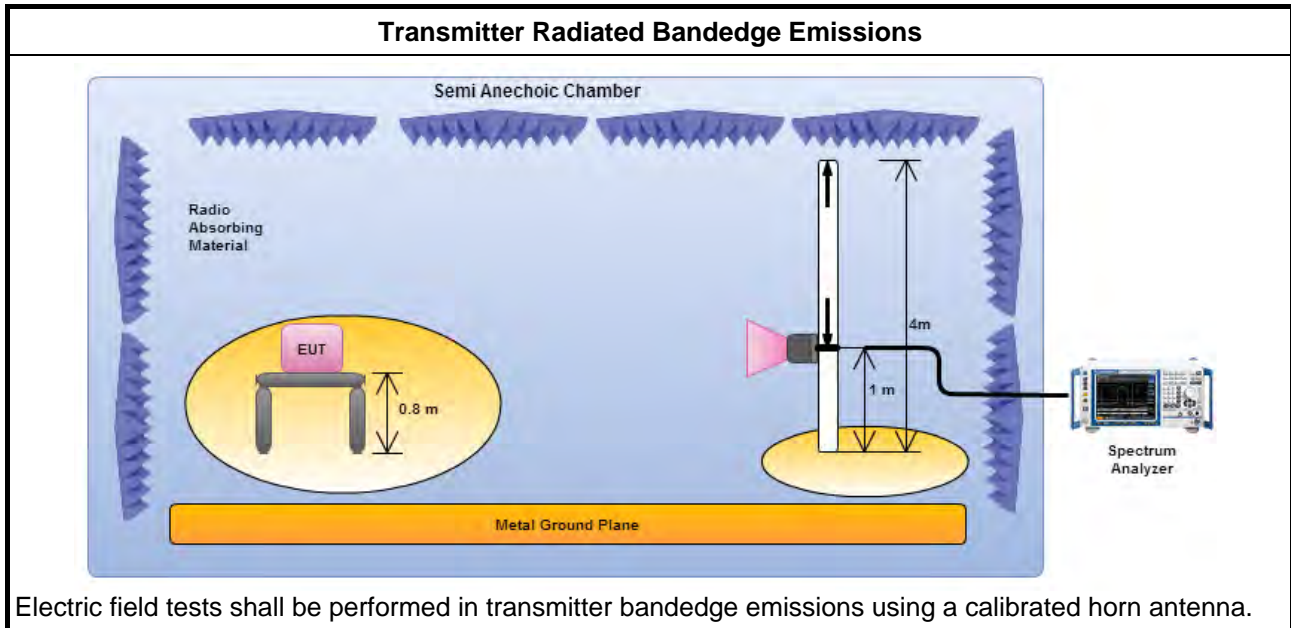 Transmitter Radiated Bandedge Emissions
Semi Anechoic Chamber
Radio
Absorbing
Material
EUT
0.8 m
4m
1 m
Spectrum
Analyzer
Metal Ground Plane
Electric field tests shall be performed in transmitter bandedge emissions using a calibrated horn antenna.